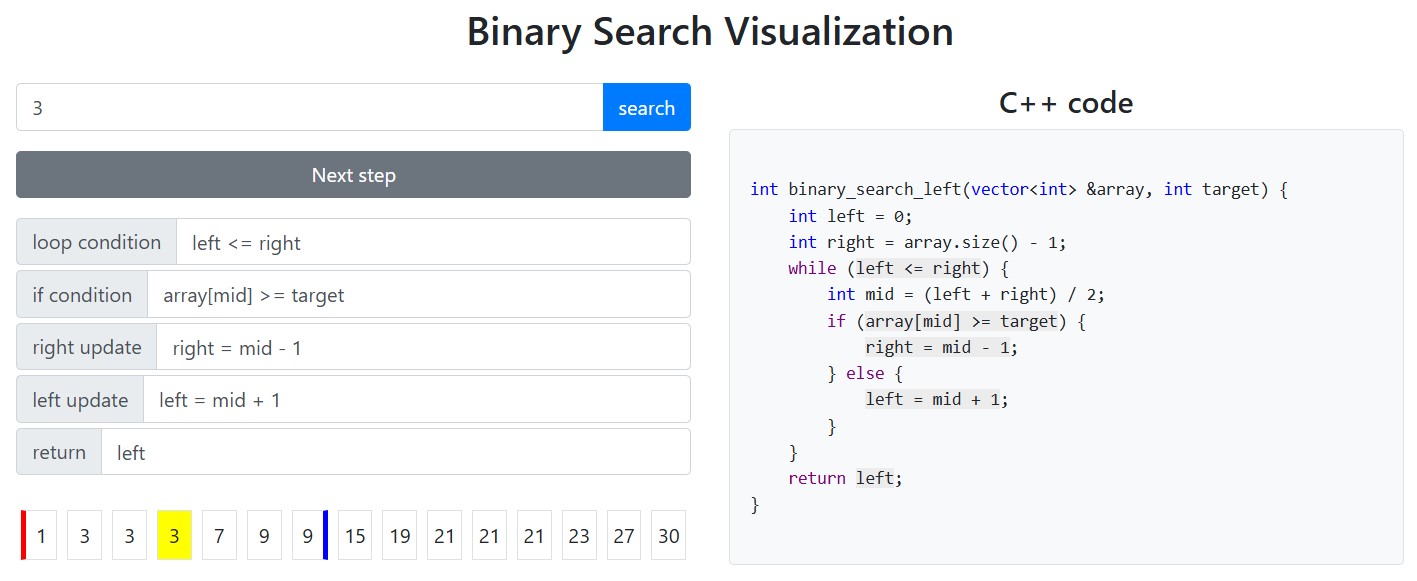 Binary Search Visualization
3 search
Next step
loop condition left <= right
if condition array[mid] >= target
right update right = mid - 1
left update left = mid + 1
return left
1 3 3 3 7 9 9 15 19 21 21 21 23 27 30
C++ code
int binary_search_left(vector<int> &array, int target) {
    int left = 0;
    int right = array.size() - 1;
    while (left <= right) {
        int mid = (left + right) / 2;
        if (array[mid] >= target) {
            right = mid - 1;
        } else {
            left = mid + 1;
        }
    }
    return left;
}